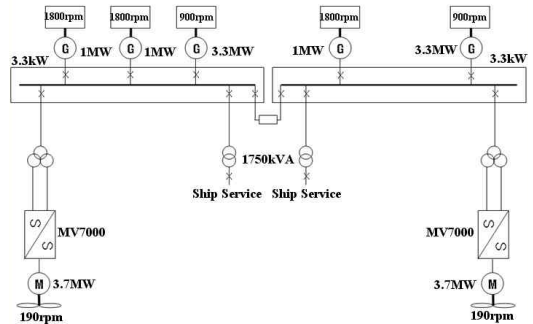 1800rpm 1800rpm 900rpm 1800rpm 900rpm
G 1MW G 1MW G 3.3MW G 1MW G 3.3MW
3.3kW 3.3kW
1750kVA
Ship Service Ship Service
S S
S S
MV7000 MV7000
M 3.7MW 3.7MW M
190rpm 190rpm